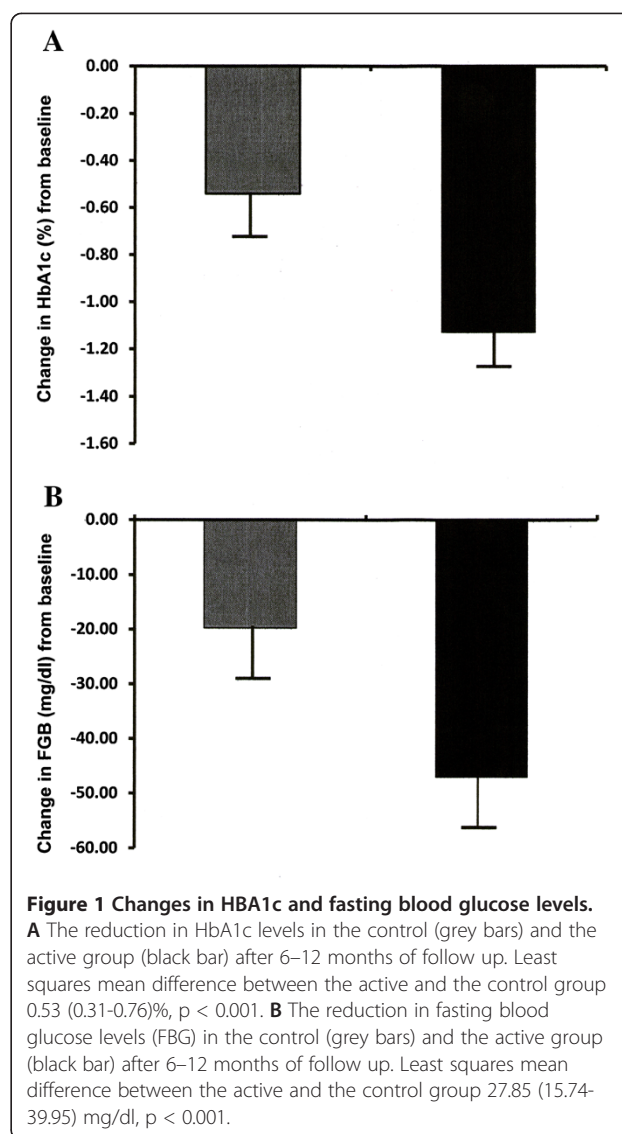 A
0.00
-0.20
-0.40
-0.60
-0.80
-1.00
-1.20
-1.40
-1.60
Change in HbA1c (%) from baseline
B
0.00
-10.00
-20.00
-30.00
-40.00
-50.00
-60.00
Change in FGB (mg/dl) from baseline
Figure 1 Changes in HBA1c and fasting blood glucose levels.
A The reduction in HbA1c levels in the control (grey bars) and the
active group (black bar) after 6–12 months of follow up. Least
squares mean difference between the active and the control group
0.53 (0.31-0.76)%, p < 0.001. B The reduction in fasting blood
glucose levels (FBG) in the control (grey bars) and the active group
(black bar) after 6–12 months of follow up. Least squares mean
difference between the active and the control group 27.85 (15.74-
39.95) mg/dl, p < 0.001.